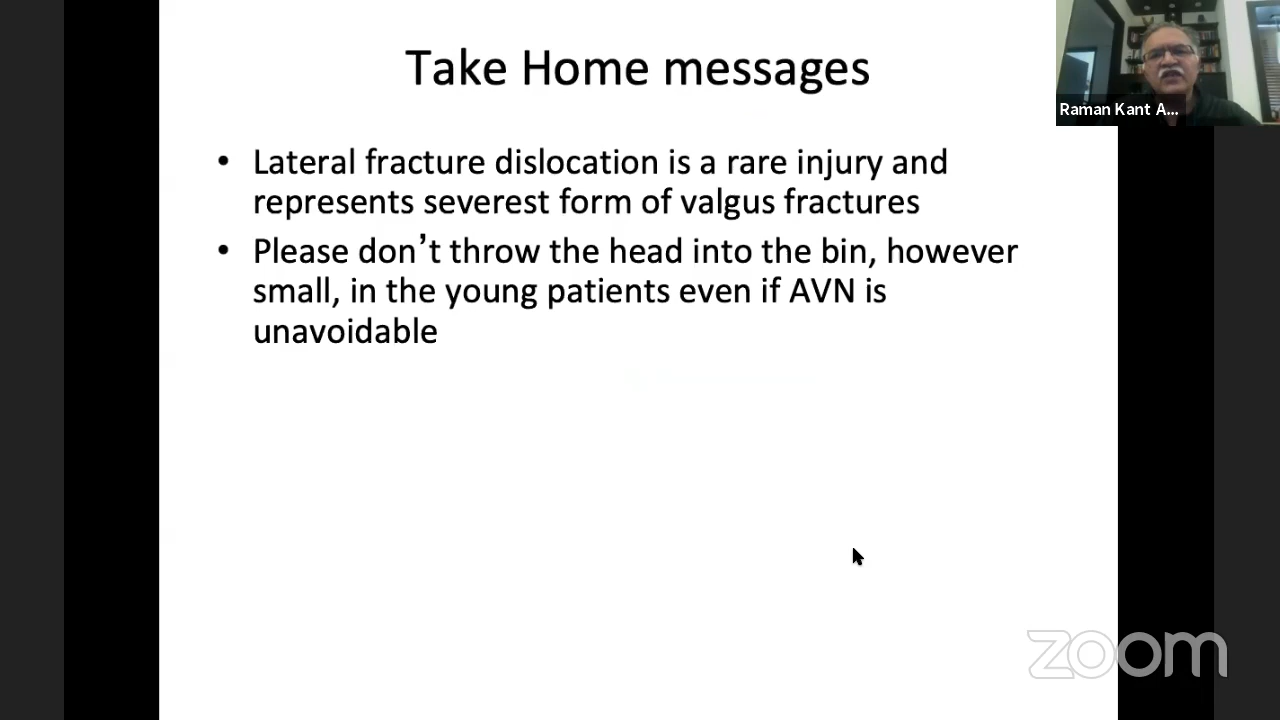 Take Home messages
Raman Kant A...
• Lateral fracture dislocation is a rare injury and
represents severest form of valgus fractures
• Please don’t throw the head into the bin, however
small, in the young patients even if AVN is
unavoidable
zoom